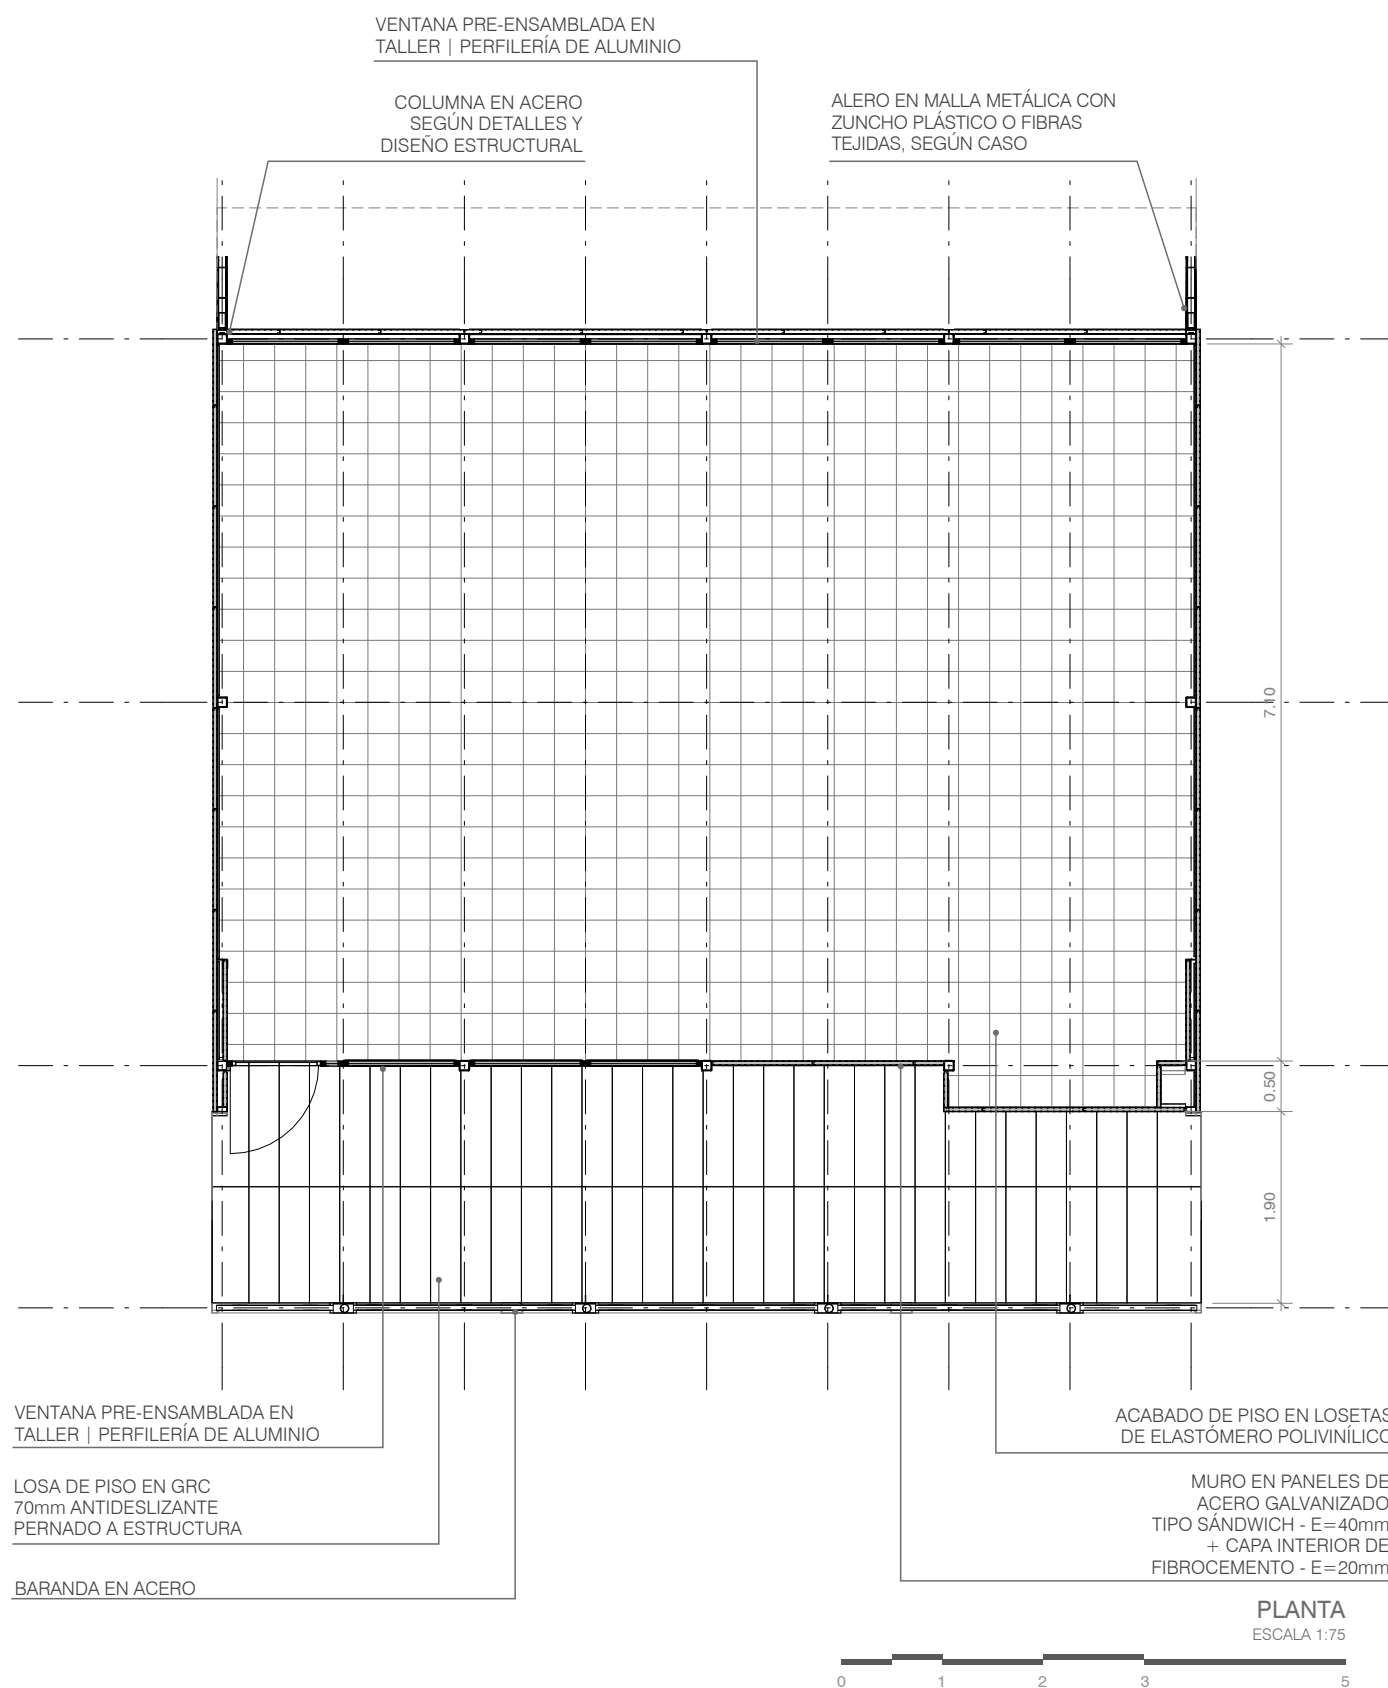 VENTANA PRE-ENSAMBLADA EN
TALLER | PERFILERÍA DE ALUMINIO
COLUMNA EN ACERO
SEGÚN DETALLES Y
DISEÑO ESTRUCTURAL
ALERO EN MALLA METÁLICA CON
ZUNCHO PLÁSTICO O FIBRAS
TEJIDAS, SEGÚN CASO
7.10
0.50
1.90
VENTANA PRE-ENSAMBLADA EN
TALLER | PERFILERÍA DE ALUMINIO
LOSA DE PISO EN GRC
70mm ANTIDESLIZANTE
PERNADO A ESTRUCTURA
BARANDA EN ACERO
ACABADO DE PISO EN LOSETAS
DE ELASTÓMERO POLIVINÍLICO
MURO EN PANELES DE
ACERO GALVANIZADO
TIPO SÁNDWICH - E=40mm
+ CAPA INTERIOR DE
FIBROCEMENTO - E=20mm
PLANTA
ESCALA 1:75
0 1 2 3 5